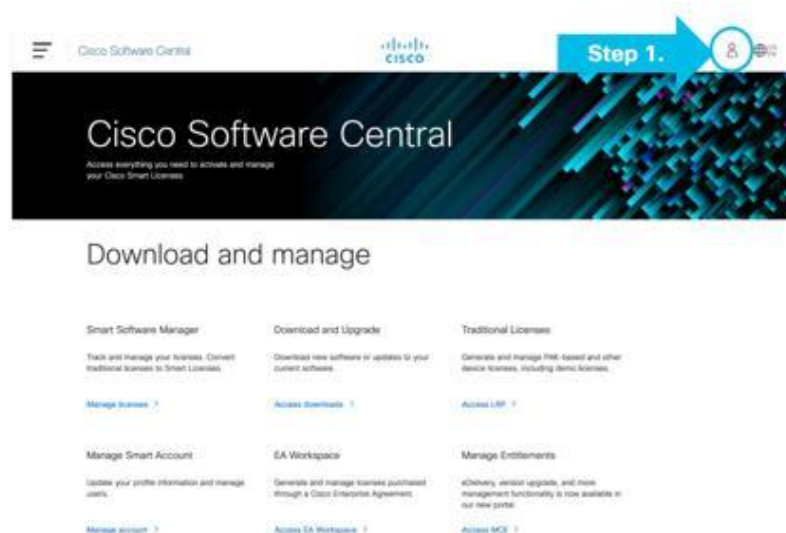 Cisco Software Central
CISCO
Step 1.
Cisco Software Central
Access everything you need to activate and manage
your Cisco Smart Licenses
Download and manage
Smart Software Manager
Track and manage your licenses. Convert
traditional licenses to Smart Licenses.
Manage licenses
Download and Upgrade
Download new software or updates to your
current software.
Access downloads
Traditional Licenses
Generate and manage PAK-based and other
device licenses, including demo licenses.
Access LRP
Manage Smart Account
Update your profile information and manage
users.
Manage account
EA Workspace
Generate and manage licenses purchased
through a Cisco Enterprise Agreement.
Access EA Workspace
Manage Entitlements
eDelivery, version upgrade, and more
management functionality is now available in
our new portal.
Access MCE